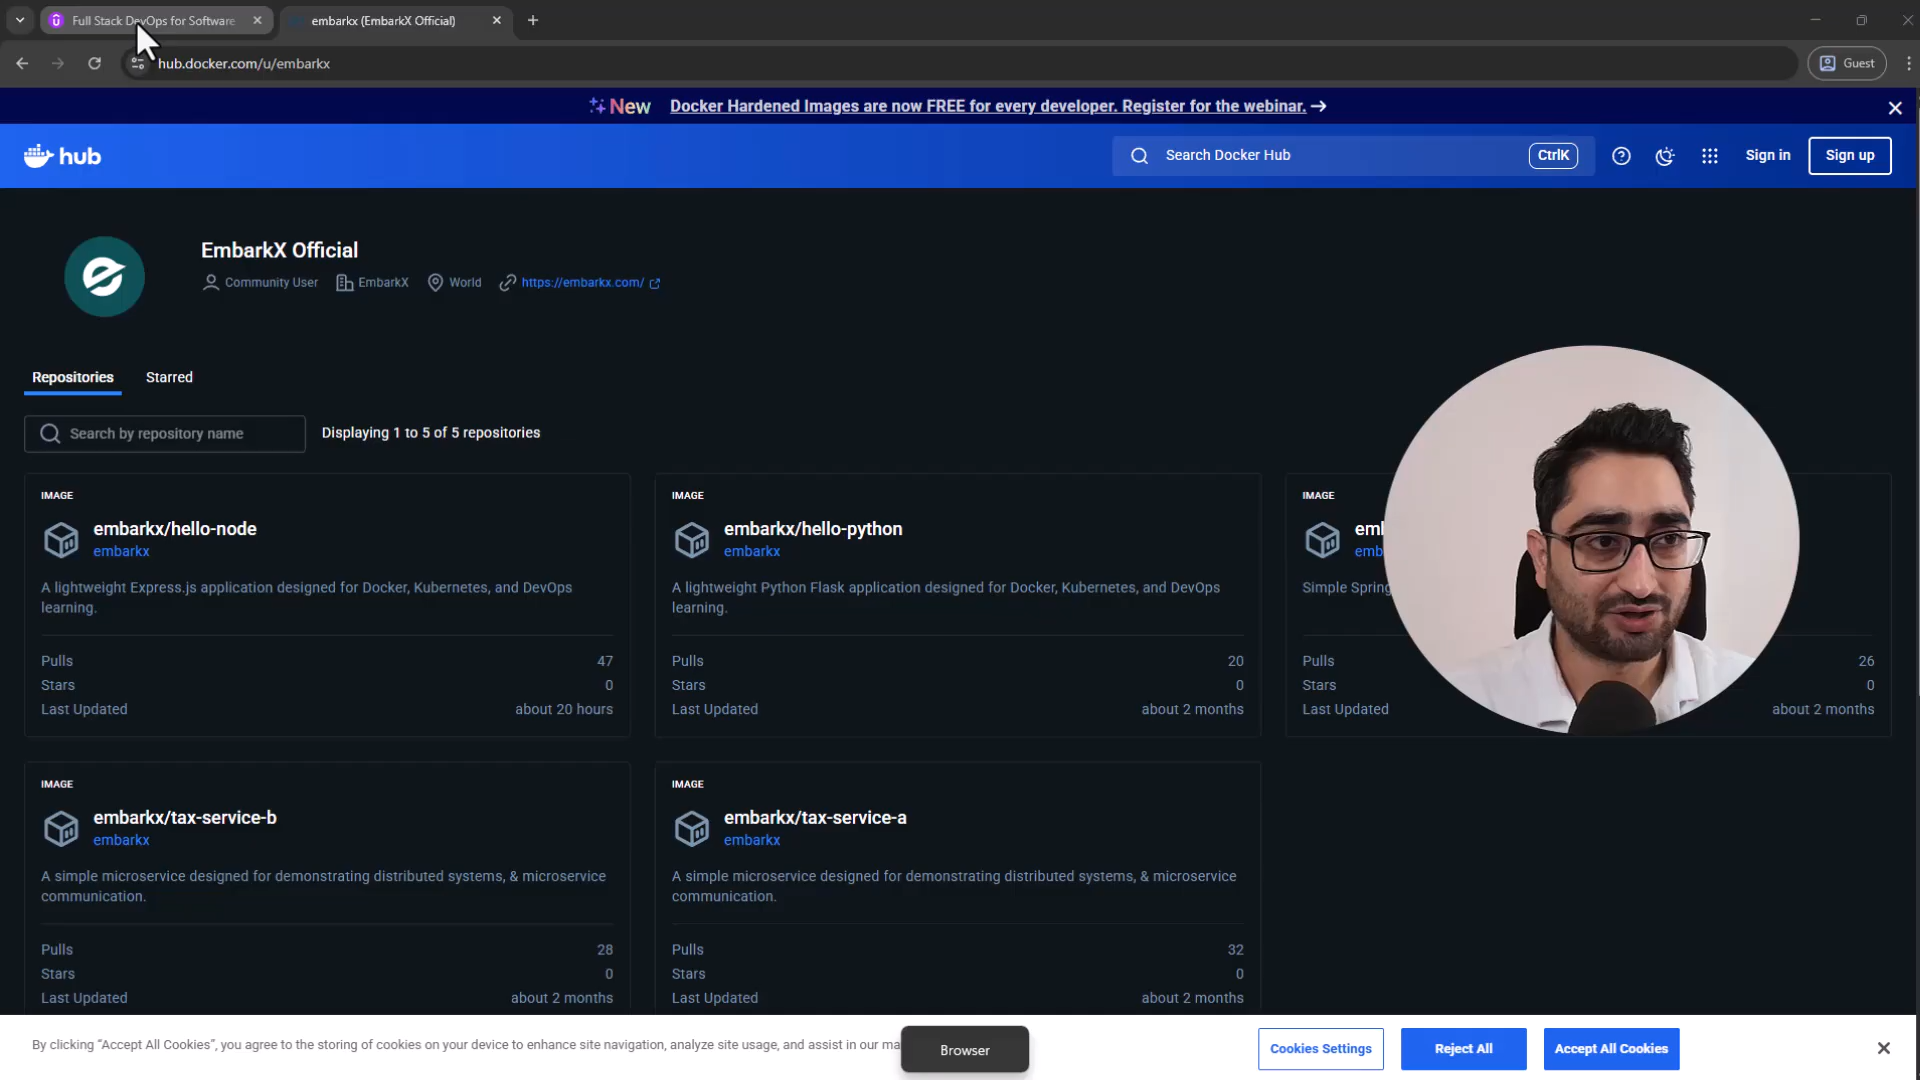 Full Stack DevOps for Software
embarkx (EmbarkX Official)
hub.docker.com/u/embarkx
Guest
New Docker Hardened Images are now FREE for every developer. Register for the webinar. →
hub
Search Docker Hub
CtrlK
Sign in
Sign up
EmbarkX Official
Community User
EmbarkX
World
https://embarkx.com/
Repositories
Starred
Search by repository name
Displaying 1 to 5 of 5 repositories
IMAGE
embarkx/hello-node
embarkx
A lightweight Express.js application designed for Docker, Kubernetes, and DevOps
learning.
Pulls 47
Stars 0
Last Updated about 20 hours
IMAGE
embarkx/hello-python
embarkx
A lightweight Python Flask application designed for Docker, Kubernetes, and DevOps
learning.
Pulls 20
Stars 0
Last Updated about 2 months
IMAGE
Simple Spring
Pulls 26
Stars 0
Last Updated about 2 months
IMAGE
embarkx/tax-service-b
embarkx
A simple microservice designed for demonstrating distributed systems, & microservice
communication.
Pulls 28
Stars 0
Last Updated about 2 months
IMAGE
embarkx/tax-service-a
embarkx
A simple microservice designed for demonstrating distributed systems, & microservice
communication.
Pulls 32
Stars 0
Last Updated about 2 months
By clicking “Accept All Cookies”, you agree to the storing of cookies on your device to enhance site navigation, analyze site usage, and assist in our
Browser
Cookies Settings
Reject All
Accept All Cookies